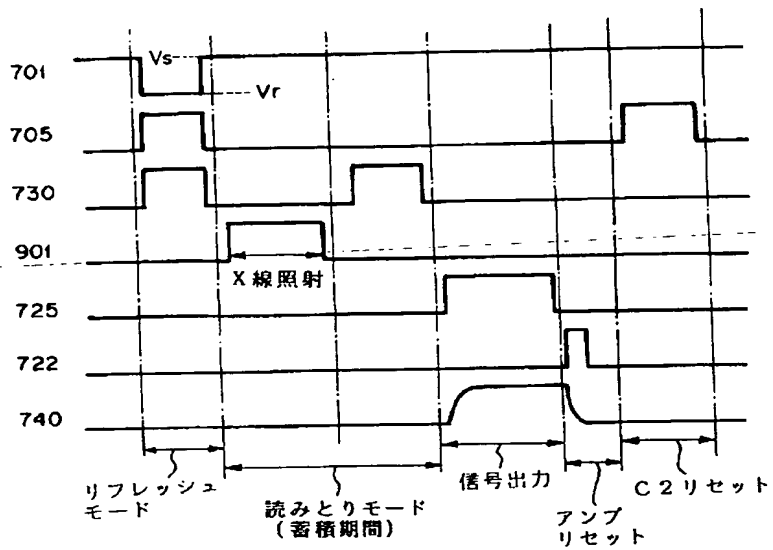 701
Vs
Vr
705
730
901
X線照射
725
722
740
リフレッシュ
モード
読みとりモード
(蓄積期間)
信号出力
アンプ
リセット
C2リセット